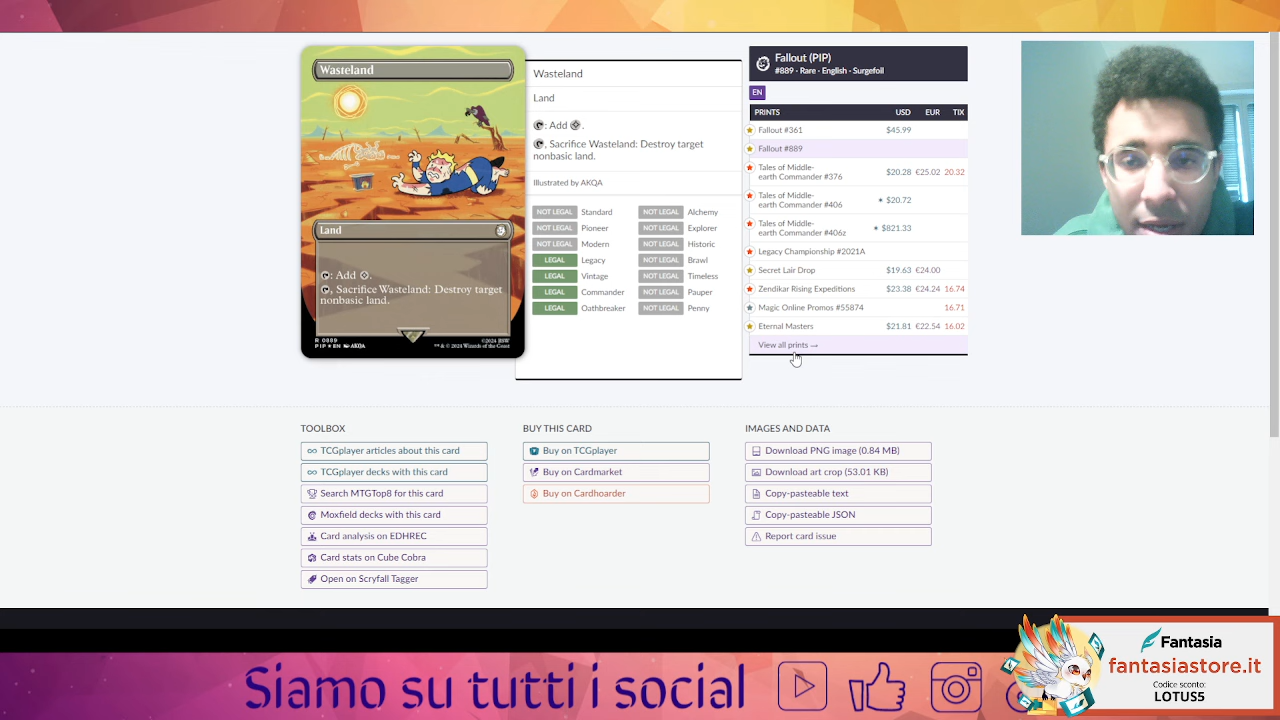 Wasteland
Land
: Add .
, Sacrifice Wasteland: Destroy target
nonbasic land.
R 0889
PIP • EN AKQA
©2024 BSW
™ & © 2024 Wizards of the Coast
Wasteland
Land
: Add .
, Sacrifice Wasteland: Destroy target
nonbasic land.
Illustrated by AKQA
NOT LEGAL Standard NOT LEGAL Alchemy
NOT LEGAL Pioneer NOT LEGAL Explorer
NOT LEGAL Modern NOT LEGAL Historic
LEGAL Legacy NOT LEGAL Brawl
LEGAL Vintage NOT LEGAL Timeless
LEGAL Commander NOT LEGAL Pauper
LEGAL Oathbreaker NOT LEGAL Penny
Fallout (PIP)
#889 · Rare · English · Surgefoil
EN
PRINTS USD EUR TIX
Fallout #361 $45.99
Fallout #889
Tales of Middle-
earth Commander #376 $20.28 €25.02 20.32
Tales of Middle-
earth Commander #406 $20.72
Tales of Middle-
earth Commander #406z $821.33
Legacy Championship #2021A
Secret Lair Drop $19.63 €24.00
Zendikar Rising Expeditions $23.38 €24.24 16.74
Magic Online Promos #55874 16.71
Eternal Masters $21.81 €22.54 16.02
View all prints →
TOOLBOX
TCGplayer articles about this card
TCGplayer decks with this card
Search MTGTop8 for this card
Moxfield decks with this card
Card analysis on EDHREC
Card stats on Cube Cobra
Open on Scryfall Tagger
BUY THIS CARD
Buy on TCGplayer
Buy on Cardmarket
Buy on Cardhoarder
IMAGES AND DATA
Download PNG image (0.84 MB)
Download art crop (53.01 KB)
Copy-pasteable text
Copy-pasteable JSON
Report card issue
Siamo su tutti i social
Fantasia
fantasiastore.it
Codice sconto:
LOTUS5